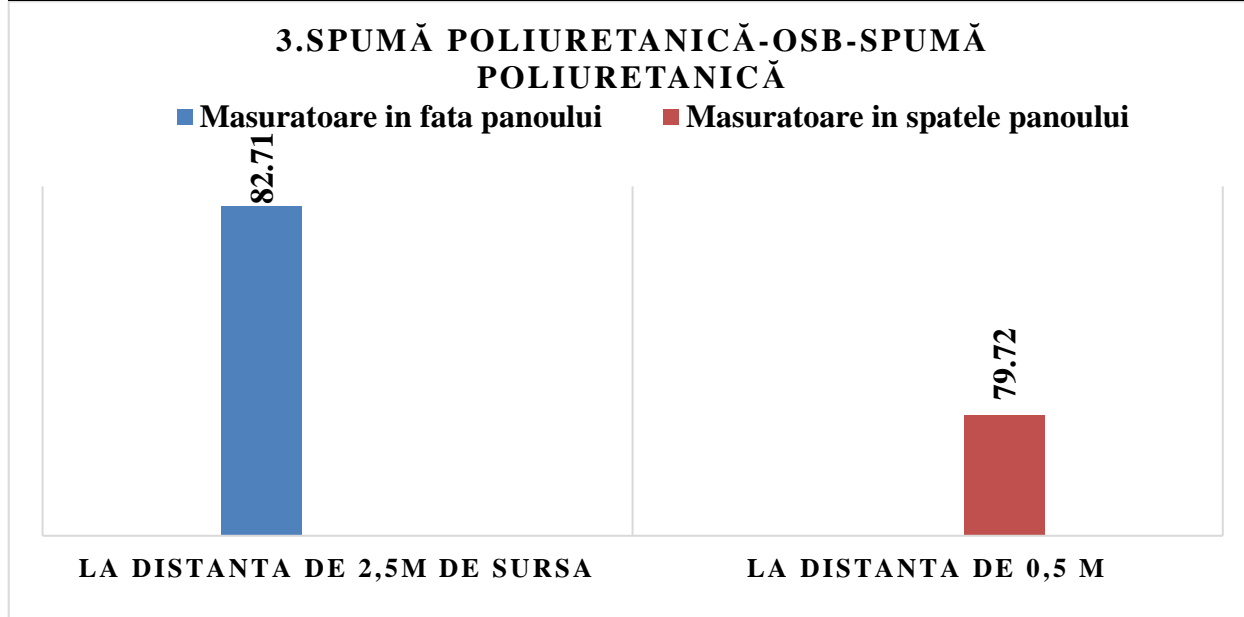 3.SPUMĂ POLIURETANICĂ-OSB-SPUMĂ
POLIURETANICĂ
Masuratoare in fata panoului
Masuratoare in spatele panoului
82.71
79.72
LA DISTANTA DE 2,5M DE SURSA
LA DISTANTA DE 0,5 M